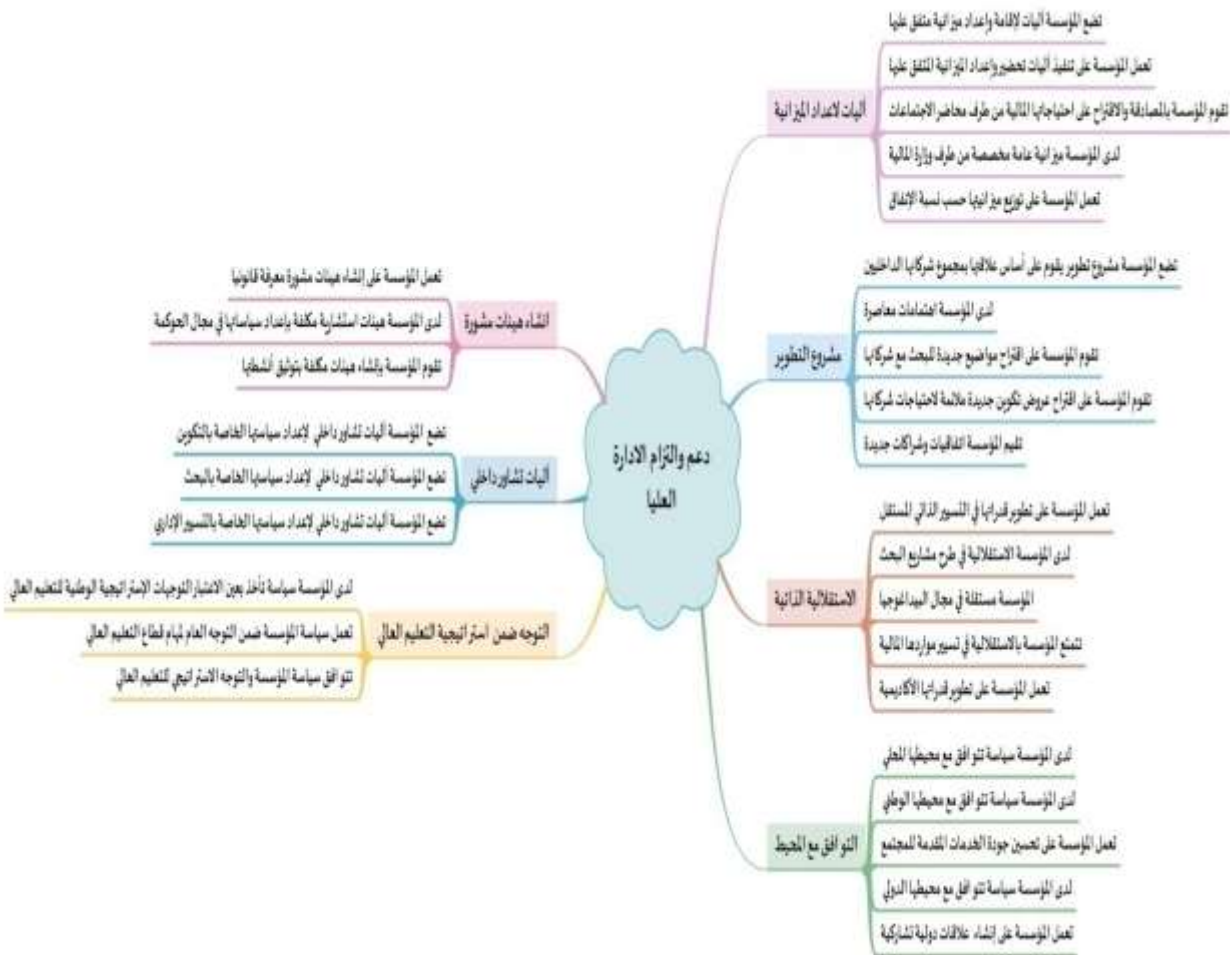 دعم والتزام الادارة
العليا
آليات لاعداد الميزانية
تضع المؤسسة آليات لإقامة وإعداد ميزانية متفق عليها
تعمل المؤسسة على تنفيذ آليات تحضير وإعداد الميزانية المتفق عليها
تقوم المؤسسة بالمصادقة والاقتراح على احتياجاتها المالية من طرف محاضر الاجتماعات
لدى المؤسسة ميزانية عامة مخصصة من طرف وزارة المالية
تعمل المؤسسة على توزيع ميزانيتها حسب نسبة الإنفاق
مشروع التطوير
تضع المؤسسة مشروع تطوير يقوم على أساس علاقتها بمجموع شركائها الداخليين
لدى المؤسسة اهتمامات معاصرة
تقوم المؤسسة على اقتراح مواضيع جديدة للبحث مع شركائها
تقوم المؤسسة على اقتراح عروض تكوين جديدة ملائمة لاحتياجات شركائها
تقيم المؤسسة اتفاقيات وشراكات جديدة
الاستقلالية الذاتية
تعمل المؤسسة على تطوير قدراتها في التسيير الذاتي المستقل
لدى المؤسسة الاستقلالية في طرح مشاريع البحث
المؤسسة مستقلة في مجال البيداغوجيا
تتمتع المؤسسة بالاستقلالية في تسيير مواردها المالية
تعمل المؤسسة على تطوير قدراتها الأكاديمية
التوافق مع المحيط
لدى المؤسسة سياسة تتوافق مع محيطها المحلي
لدى المؤسسة سياسة تتوافق مع محيطها الوطني
تعمل المؤسسة على تحسين جودة الخدمات المقدمة للمجتمع
لدى المؤسسة سياسة تتوافق مع محيطها الدولي
تعمل المؤسسة على إنشاء علاقات دولية تشاركية
انشاء هيئات مشورة
تعمل المؤسسة على إنشاء هيئات مشورة معرفة قانونيا
لدى المؤسسة هيئات استشارية مكلفة بإعداد سياساتها في مجال الحوكمة
تقوم المؤسسة بإنشاء هيئات مكلفة بتوثيق أنشطتها
آليات تشاور داخلي
تضع المؤسسة آليات تشاور داخلي لإعداد سياستها الخاصة بالتكوين
تضع المؤسسة آليات تشاور داخلي لإعداد سياستها الخاصة بالبحث
تضع المؤسسة آليات تشاور داخلي لإعداد سياستها الخاصة بالتسيير الإداري
التوجه ضمن استراتيجية التعليم العالي
لدى المؤسسة سياسة تأخذ بعين الاعتبار التوجهات الإستراتيجية الوطنية للتعليم العالي
تعمل سياسة المؤسسة ضمن التوجه العام لمهام قطاع التعليم العالي
تتوافق سياسة المؤسسة والتوجه الاستراتيجي للتعليم العالي